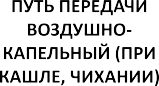 ПУТЬ ПЕРЕДАЧИ
ВОЗДУШНО-
КАПЕЛЬНЫЙ (ПРИ
КАШЛЕ, ЧИХАНИИ)